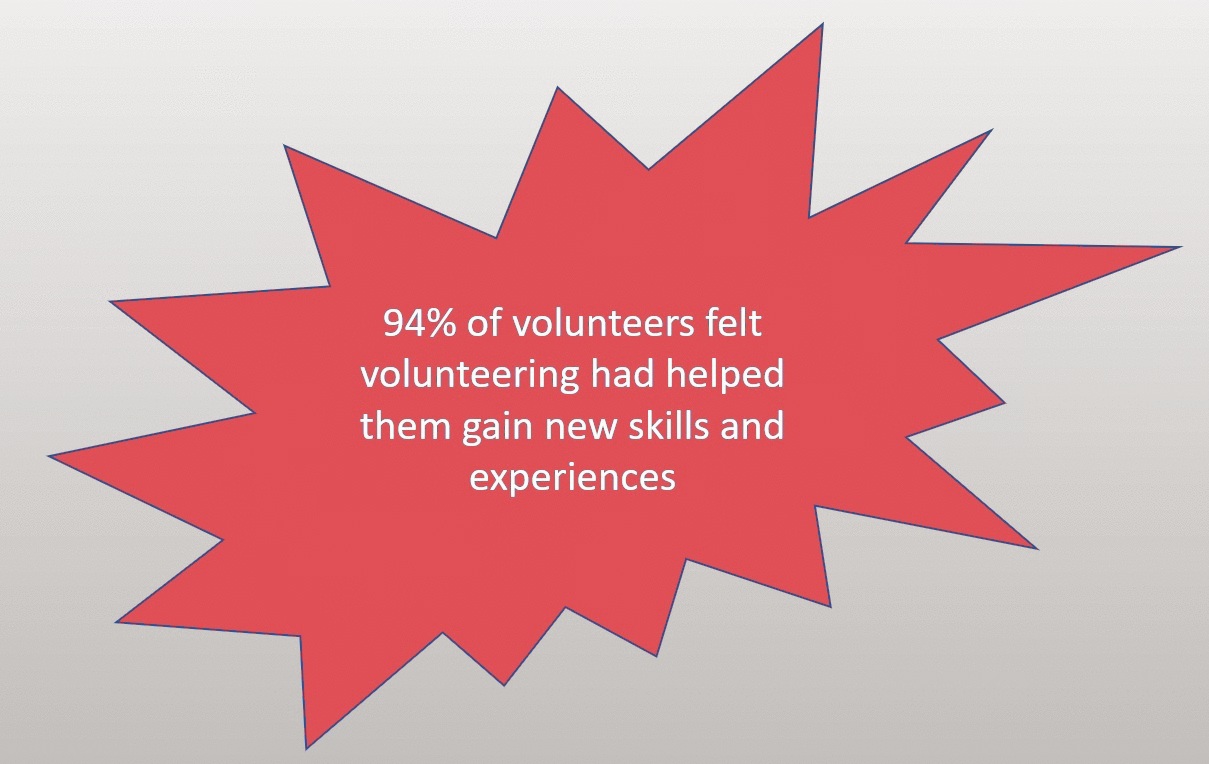 94% of volunteers felt
volunteering had helped
them gain new skills and
experiences